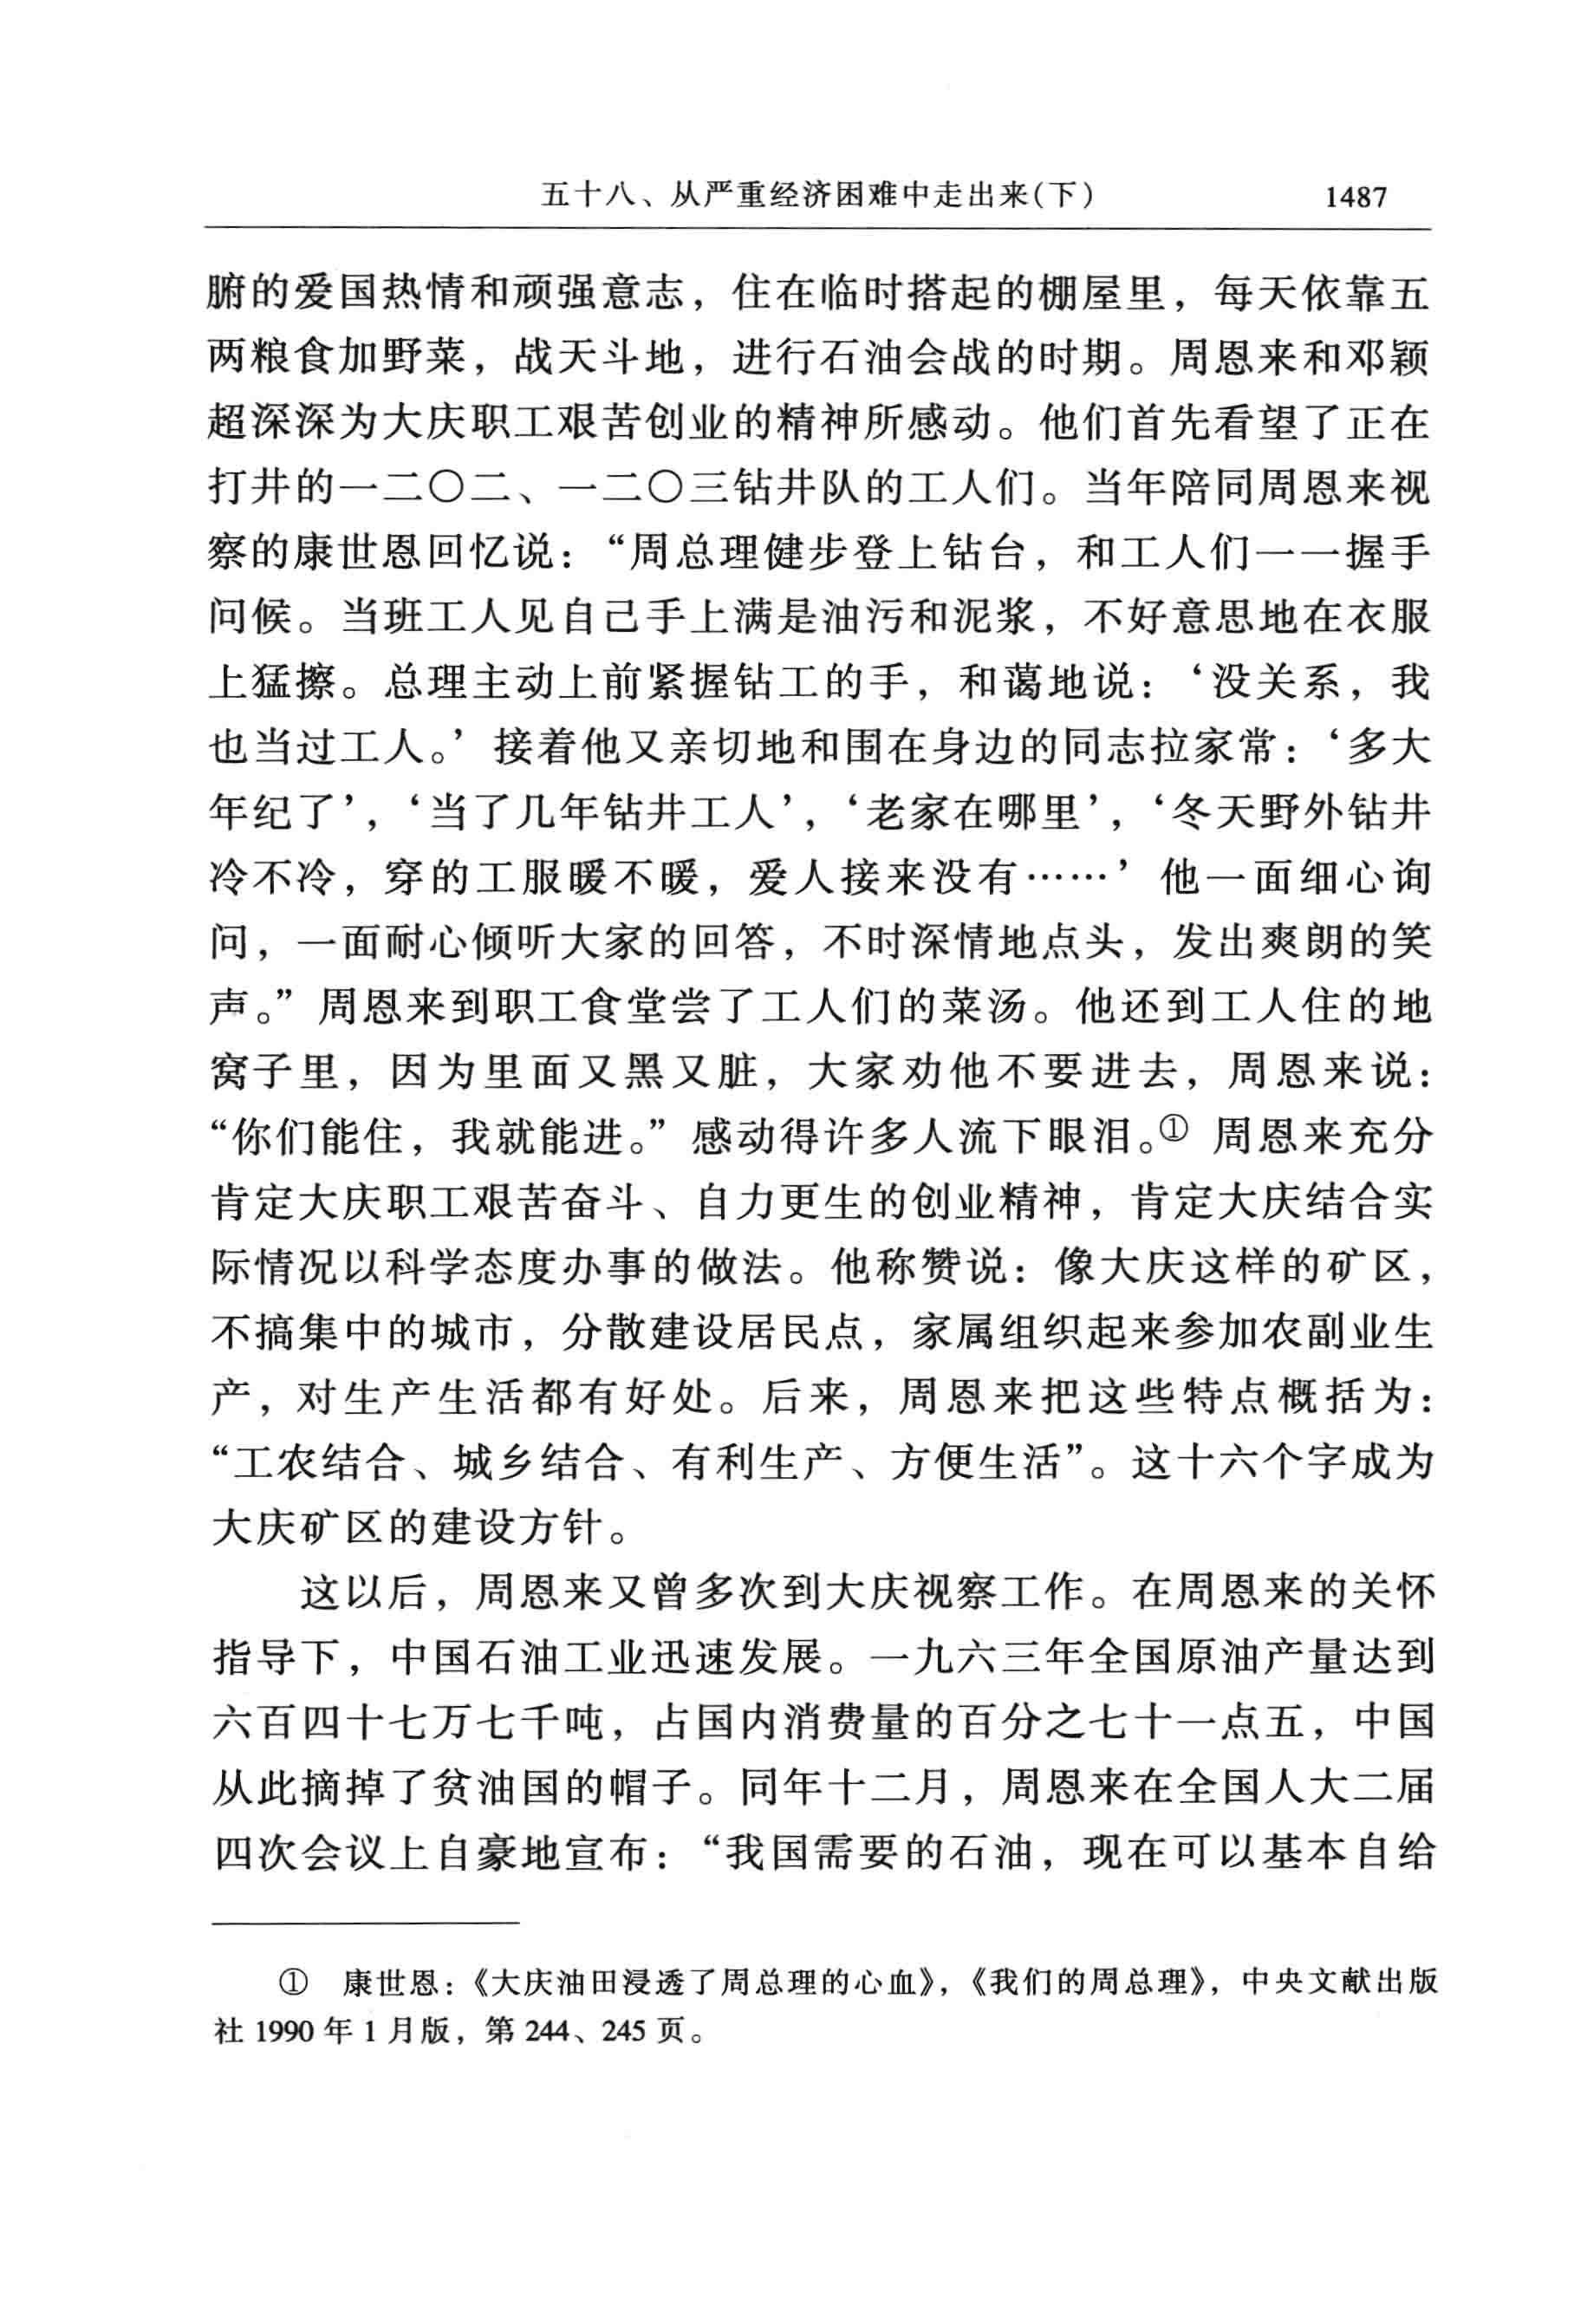 五十八、从严重经济困难中走出来(下) 1487
腑的爱国热情和顽强意志，住在临时搭起的棚屋里，每天依靠五
两粮食加野菜，战天斗地，进行石油会战的时期。周恩来和邓颖
超深深为大庆职工艰苦创业的精神所感动。他们首先看望了正在
打井的一二〇二、一二〇三钻井队的工人们。当年陪同周恩来视
察的康世恩回忆说：“周总理健步登上钻台，和工人们一一握手
问候。当班工人见自己手上满是油污和泥浆，不好意思地在衣服
上猛擦。总理主动上前紧握钻工的手，和蔼地说：‘没关系，我
也当过工人。’接着他又亲切地和围在身边的同志拉家常：‘多大
年纪了’，‘当了几年钻井工人’，‘老家在哪里’，‘冬天野外钻井
冷不冷，穿的工服暖不暖，爱人接来没有……’他一面细心询
问，一面耐心倾听大家的回答，不时深情地点头，发出爽朗的笑
声。”周恩来到职工食堂尝了工人们的菜汤。他还到工人住的地
窝子里，因为里面又黑又脏，大家劝他不要进去，周恩来说：
“你们能住，我就能进。”感动得许多人流下眼泪。① 周恩来充分
肯定大庆职工艰苦奋斗、自力更生的创业精神，肯定大庆结合实
际情况以科学态度办事的做法。他称赞说：像大庆这样的矿区，
不搞集中的城市，分散建设居民点，家属组织起来参加农副业生
产，对生产生活都有好处。后来，周恩来把这些特点概括为：
“工农结合、城乡结合、有利生产、方便生活”。这十六个字成为
大庆矿区的建设方针。
这以后，周恩来又曾多次到大庆视察工作。在周恩来的关怀
指导下，中国石油工业迅速发展。一九六三年全国原油产量达到
六百四十七万七千吨，占国内消费量的百分之七十一点五，中国
从此摘掉了贫油国的帽子。同年十二月，周恩来在全国人大二届
四次会议上自豪地宣布：“我国需要的石油，现在可以基本自给
① 康世恩：《大庆油田浸透了周总理的心血》，《我们的周总理》，中央文献出版
社 1990 年 1 月版，第 244、245 页。